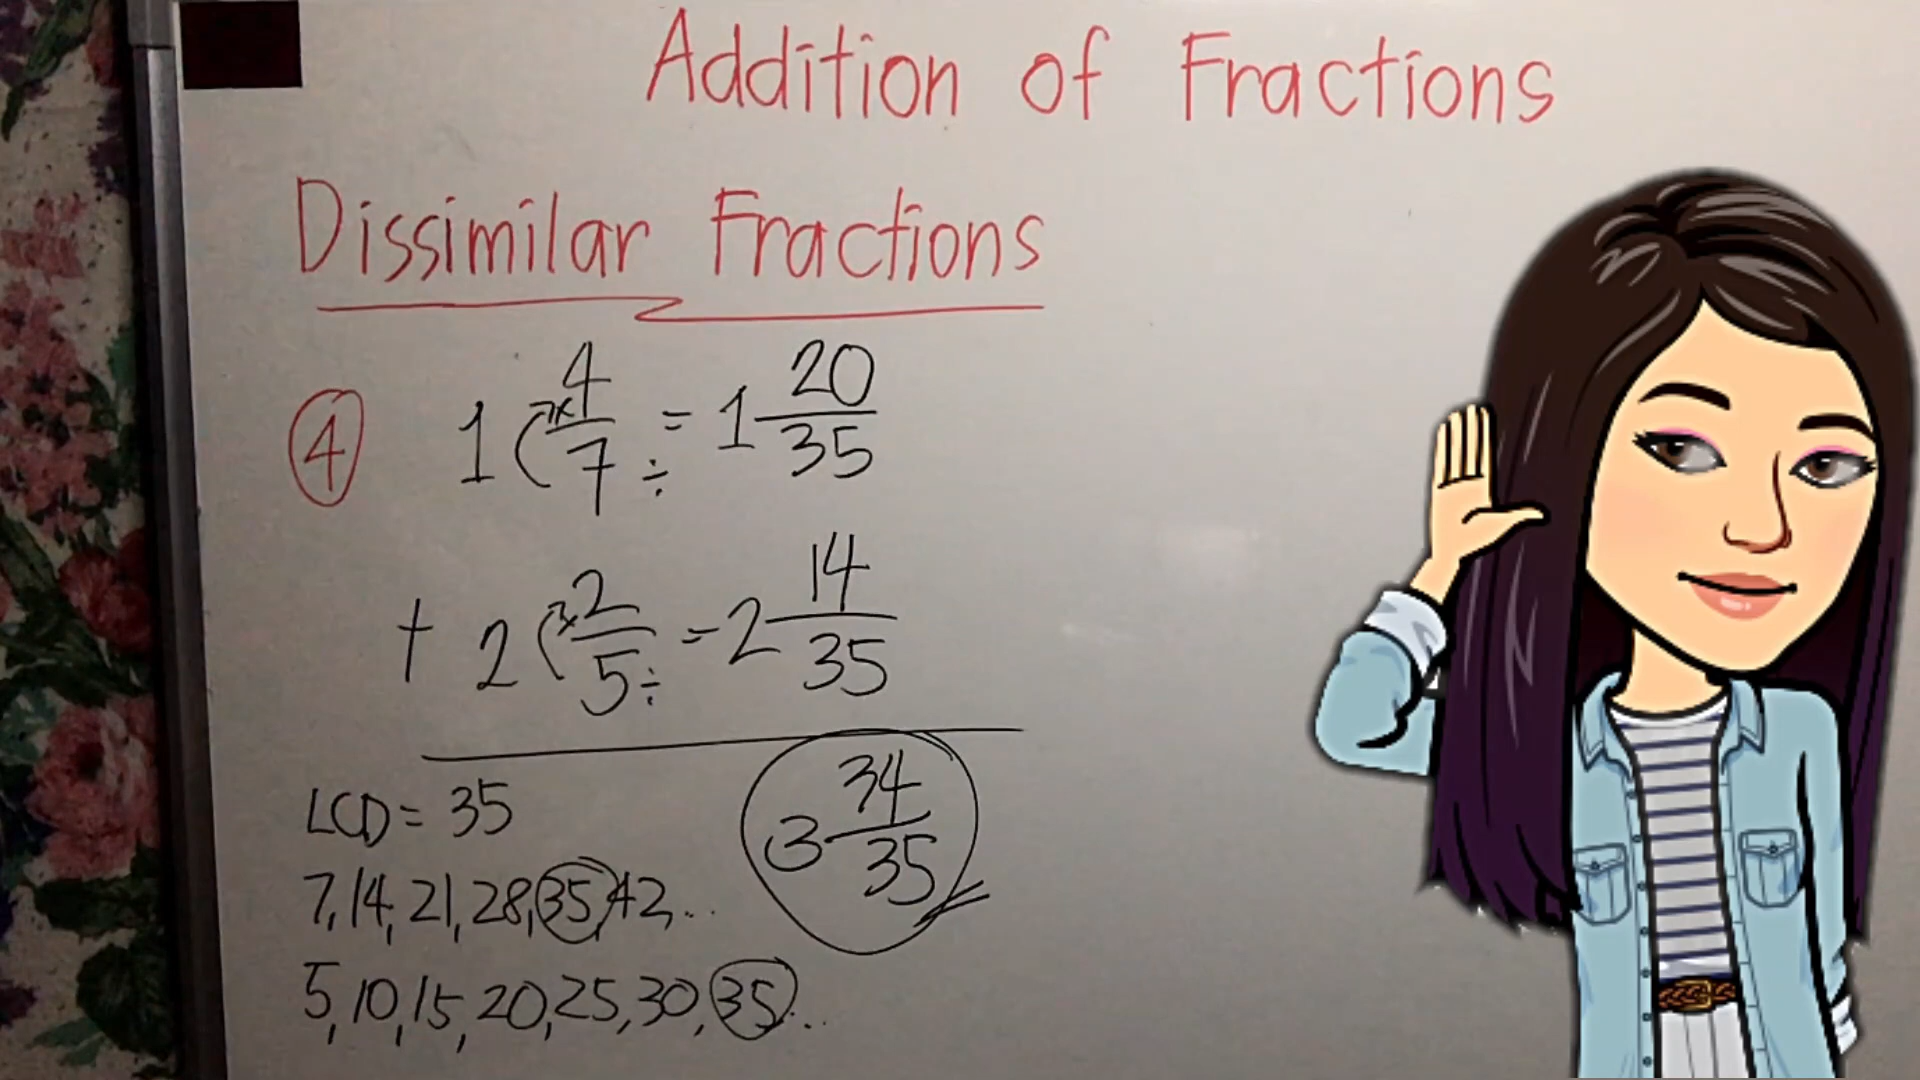 Addition of Fractions
Dissimilar Fractions
④ 1 (↗× 4/7 ÷ = 1 20/35
+ 2 (↗× 2/5 ÷ = 2 14/35
3 34/35
LCD = 35
7, 14, 21, 28, 35, 42, ..
5, 10, 15, 20, 25, 30, 35 ...